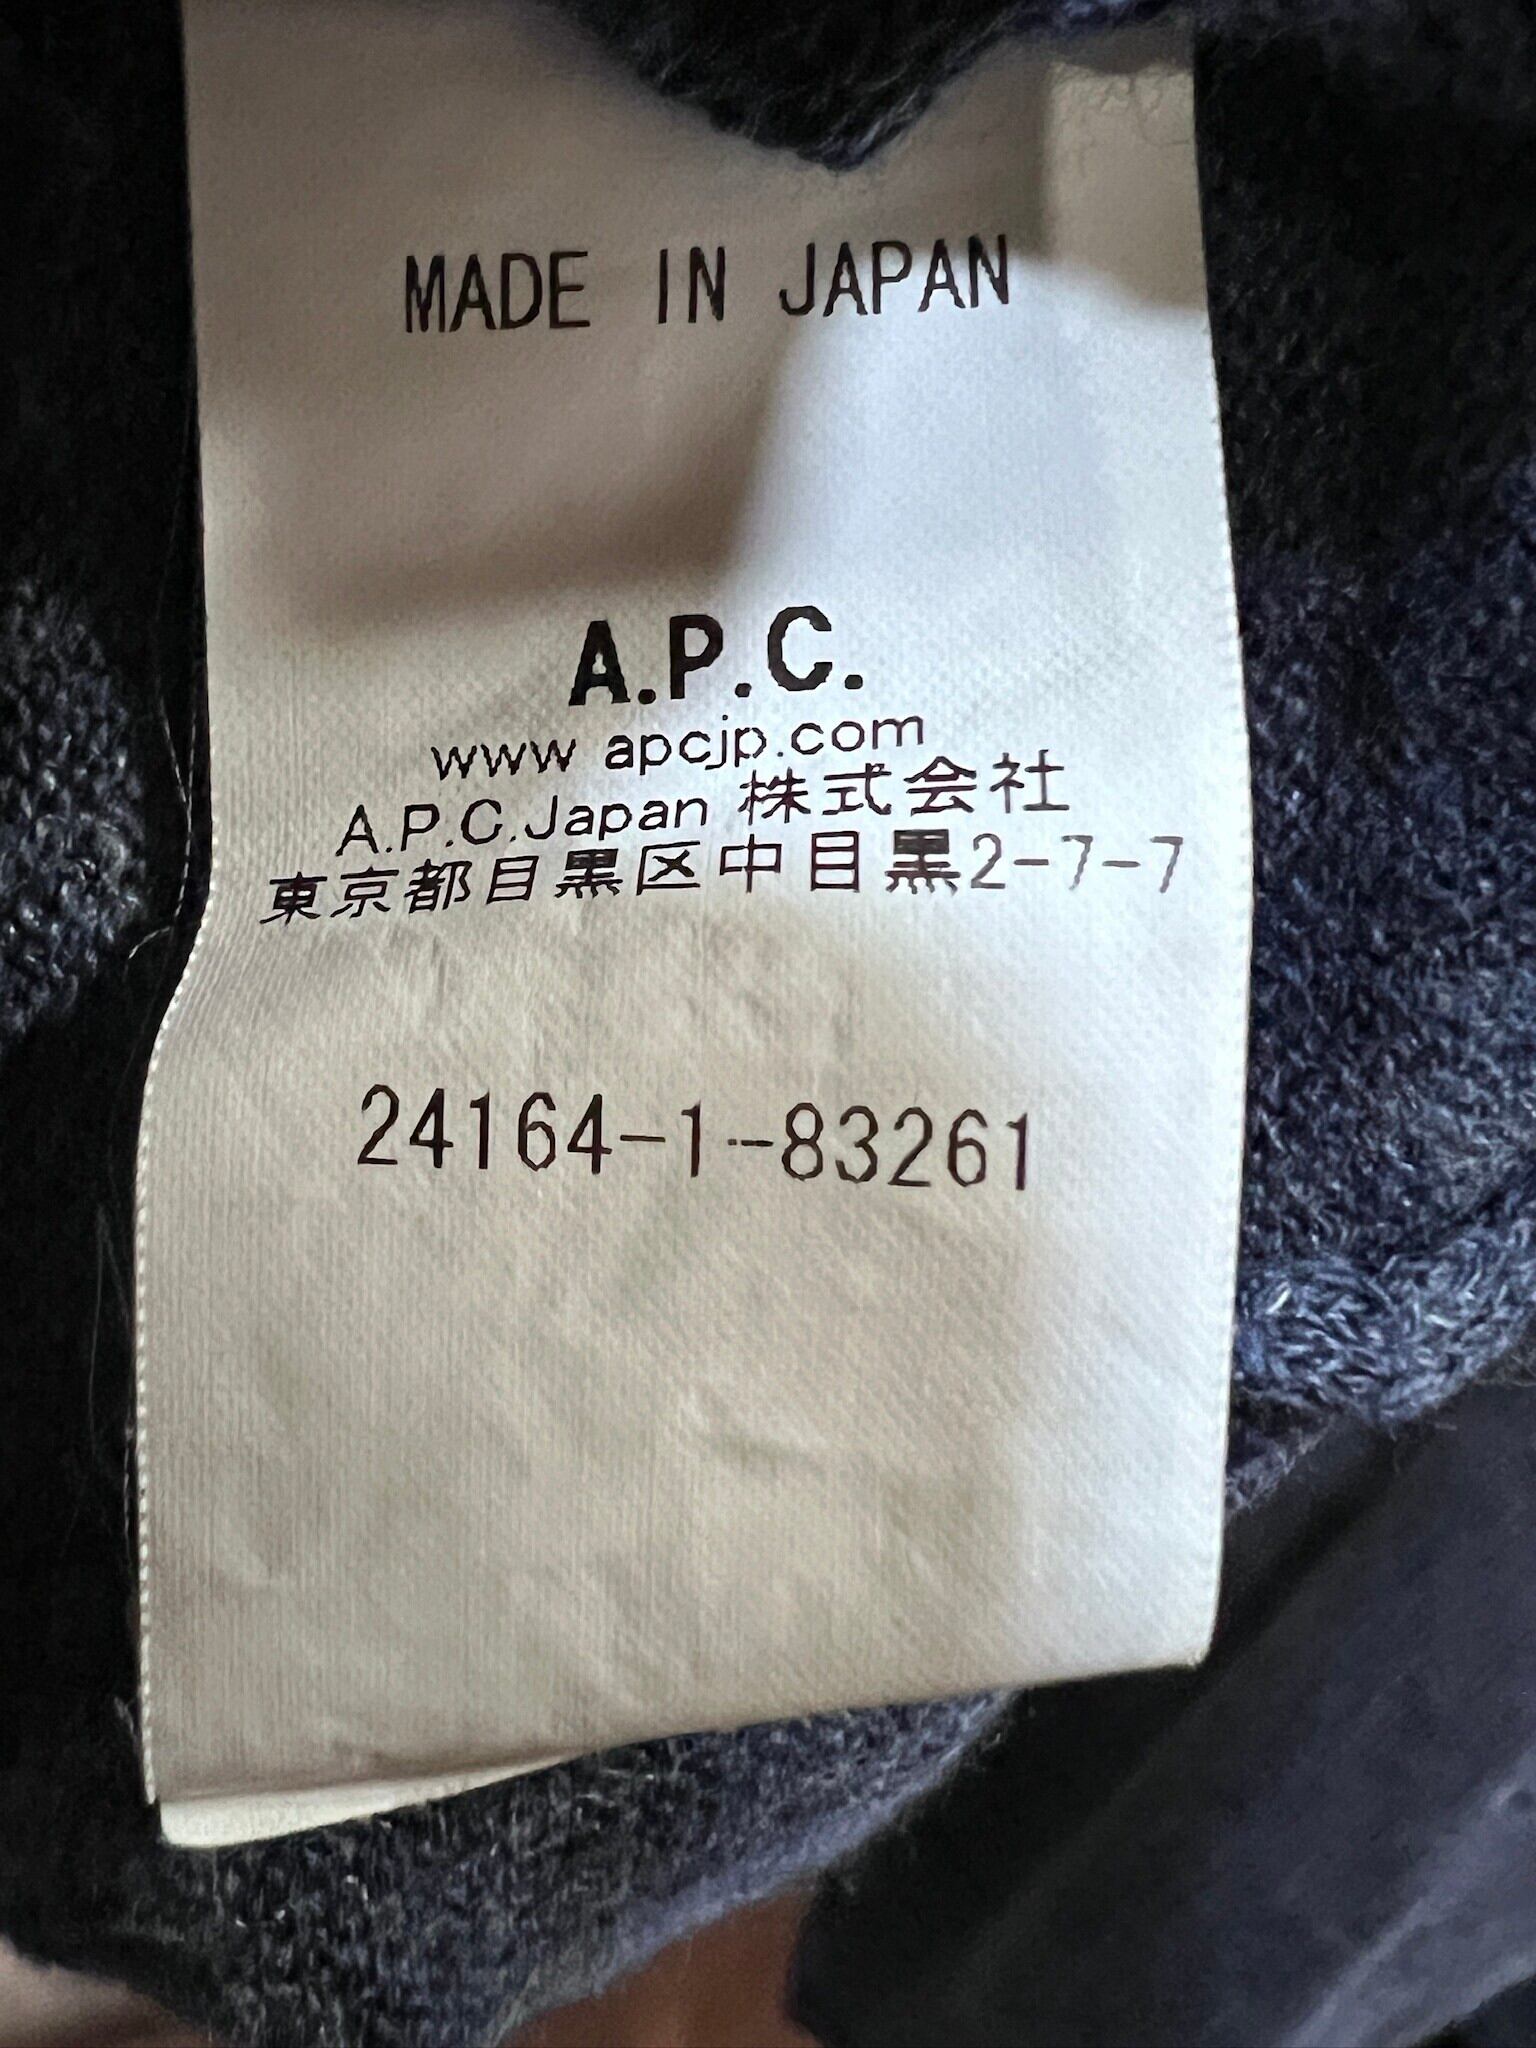 MADE IN JAPAN
A.P.C.
www apcjp.com
A.P.C.Japan 株式会社
東京都目黒区中目黒2-7-7
24164-1-83261